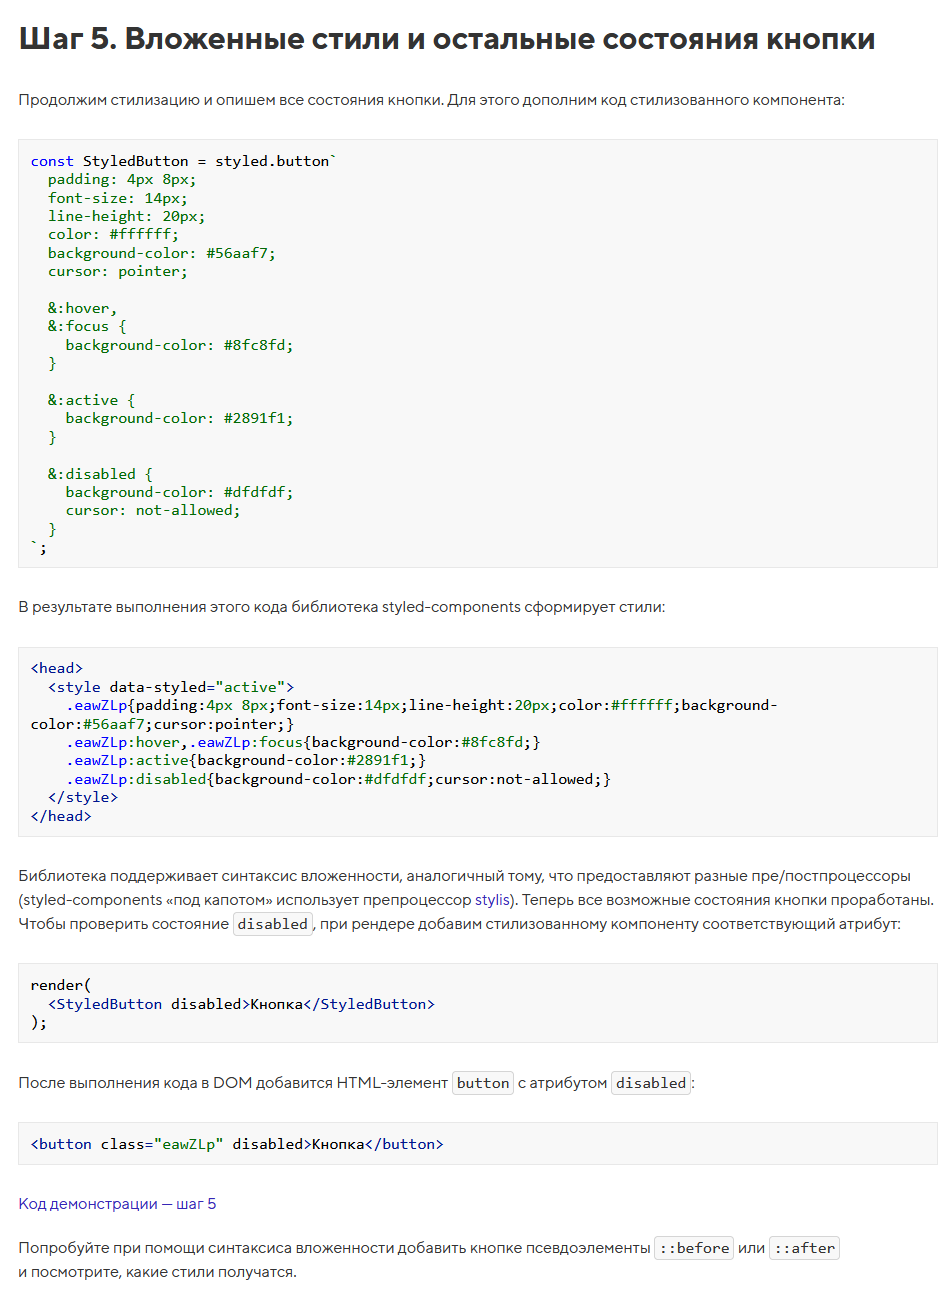 Шаг 5. Вложенные стили и остальные состояния кнопки
Продолжим стилизацию и опишем все состояния кнопки. Для этого дополним код стилизованного компонента:
const StyledButton = styled.button`
  padding: 4px 8px;
  font-size: 14px;
  line-height: 20px;
  color: #ffffff;
  background-color: #56aaf7;
  cursor: pointer;

  &:hover,
  &:focus {
    background-color: #8fc8fd;
  }

  &:active {
    background-color: #2891f1;
  }

  &:disabled {
    background-color: #dfdfdf;
    cursor: not-allowed;
  }
`;
В результате выполнения этого кода библиотека styled-components сформирует стили:
<head>
  <style data-styled="active">
    .eawZLp{padding:4px 8px;font-size:14px;line-height:20px;color:#ffffff;background-
color:#56aaf7;cursor:pointer;}
    .eawZLp:hover,.eawZLp:focus{background-color:#8fc8fd;}
    .eawZLp:active{background-color:#2891f1;}
    .eawZLp:disabled{background-color:#dfdfdf;cursor:not-allowed;}
  </style>
</head>
Библиотека поддерживает синтаксис вложенности, аналогичный тому, что предоставляют разные пре/постпроцессоры
(styled-components «под капотом» использует препроцессор stylis). Теперь все возможные состояния кнопки проработаны.
Чтобы проверить состояние disabled, при рендере добавим стилизованному компоненту соответствующий атрибут:
render(
  <StyledButton disabled>Кнопка</StyledButton>
);
После выполнения кода в DOM добавится HTML-элемент button с атрибутом disabled:
<button class="eawZLp" disabled>Кнопка</button>
Код демонстрации — шаг 5
Попробуйте при помощи синтаксиса вложенности добавить кнопке псевдоэлементы ::before или ::after
и посмотрите, какие стили получатся.